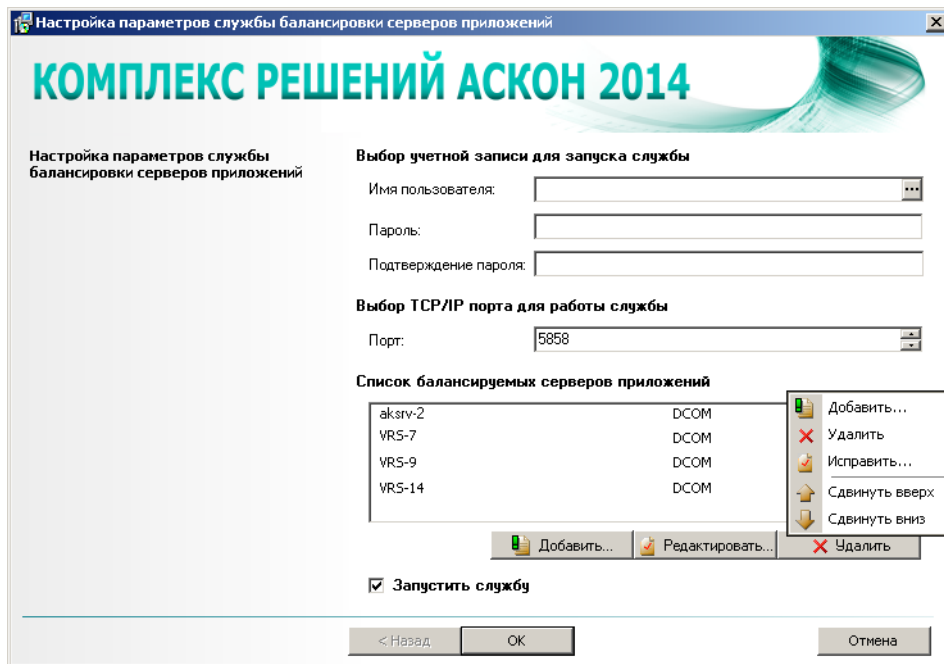 Настройка параметров службы балансировки серверов приложений
КОМПЛЕКС РЕШЕНИЙ АСКОН 2014
Настройка параметров службы
балансировки серверов приложений
Выбор учетной записи для запуска службы
Имя пользователя:
...
Пароль:
Подтверждение пароля:
Выбор TCP/IP порта для работы службы
Порт: 5858
Список балансируемых серверов приложений
aksrv-2 DCOM
VRS-7 DCOM
VRS-9 DCOM
VRS-14 DCOM
Добавить...
Удалить
Исправить...
Сдвинуть вверх
Сдвинуть вниз
Добавить... Редактировать... Удалить
Запустить службу
< Назад OK Отмена